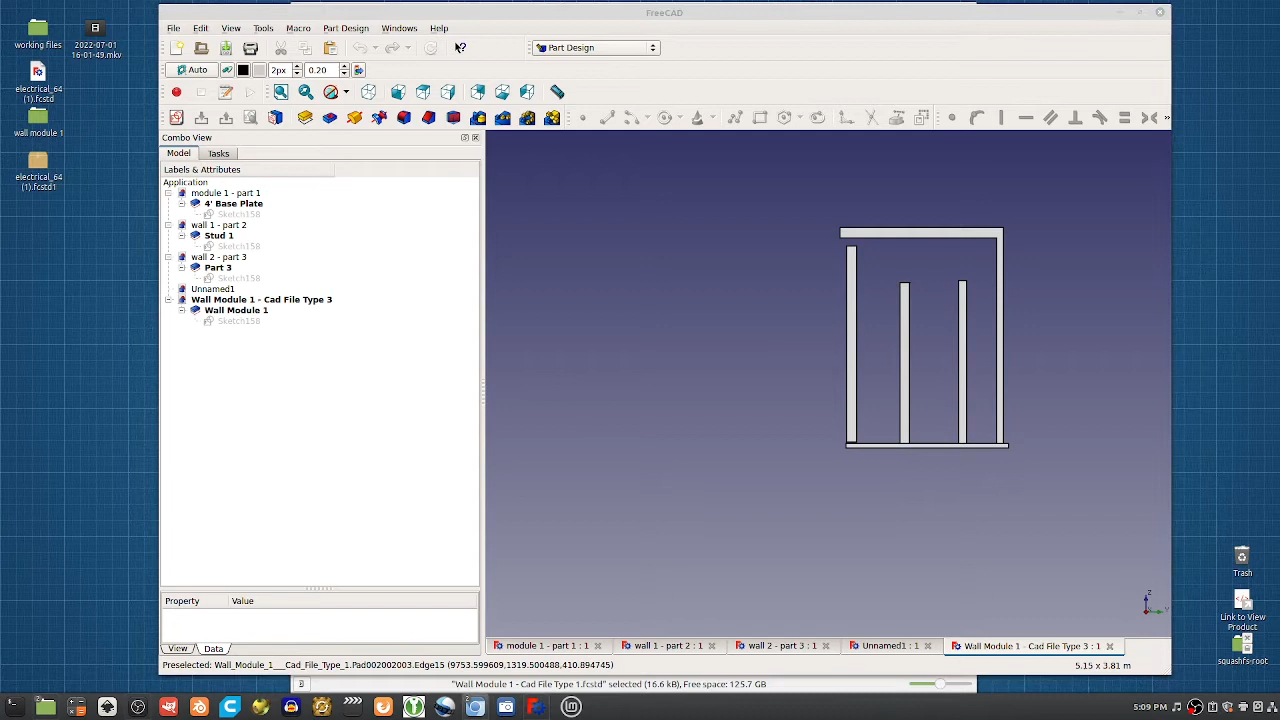 working files
2022-07-01
16-01-49.mkv
electrical_64
(1).fcstd
wall module 1
electrical_64
(1).fcstd1
FreeCAD
File Edit View Tools Macro Part Design Windows Help
Part Design
Auto 2px 0.20
Combo View
Model Tasks
Labels & Attributes
Application
module 1 - part 1
4' Base Plate
Sketch158
wall 1 - part 2
Stud 1
Sketch158
wall 2 - part 3
Part 3
Sketch158
Unnamed1
Wall Module 1 - Cad File Type 3
Wall Module 1
Sketch158
Property Value
View Data
module 1 - part 1 : 1 wall 1 - part 2 : 1 wall 2 - part 3 : 1 Unnamed1 : 1 Wall Module 1 - Cad File Type 3 : 1
Preselected: Wall_Module_1___Cad_File_Type_1.Pad002002003.Edge15 (9753.593609,1319.500488,410.894745) 5.15 x 3.81 m
"Wall Module 1 - Cad File Type 1.fcstd" selected (16.6 kB), Free space: 125.7 GB
Trash
Link to View
Product
squashfs-root
5:09 PM